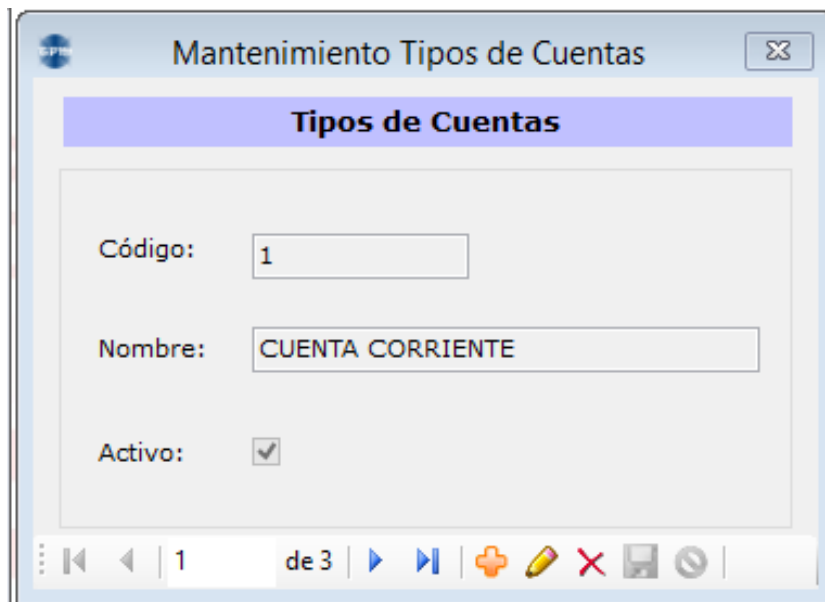 Mantenimiento Tipos de Cuentas
Tipos de Cuentas
Código: 1
Nombre: CUENTA CORRIENTE
Activo:
1 de 3